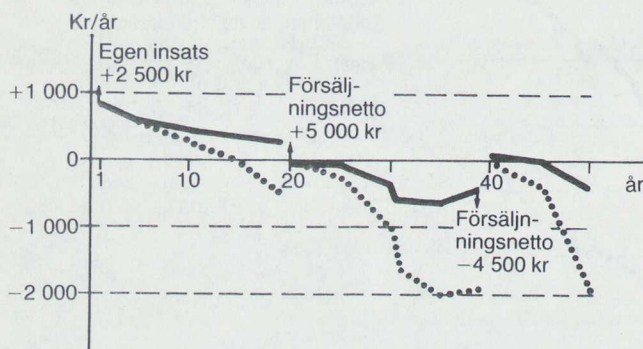 Kr/år
Egen insats
+2 500 kr
Försälj-
ningsnetto
+5 000 kr
+1 000
0
1
10
20
40
år
Försäljn-
ningsnetto
−4 500 kr
−1 000
−2 000